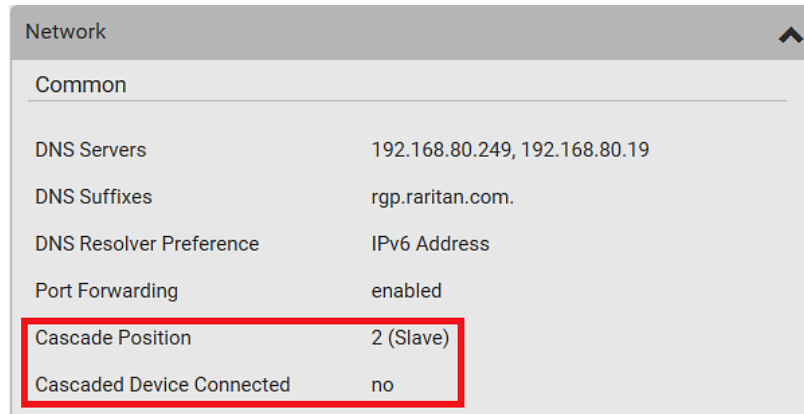 Network
Common
DNS Servers 192.168.80.249, 192.168.80.19
DNS Suffixes rgp.raritan.com.
DNS Resolver Preference IPv6 Address
Port Forwarding enabled
Cascade Position 2 (Slave)
Cascaded Device Connected no